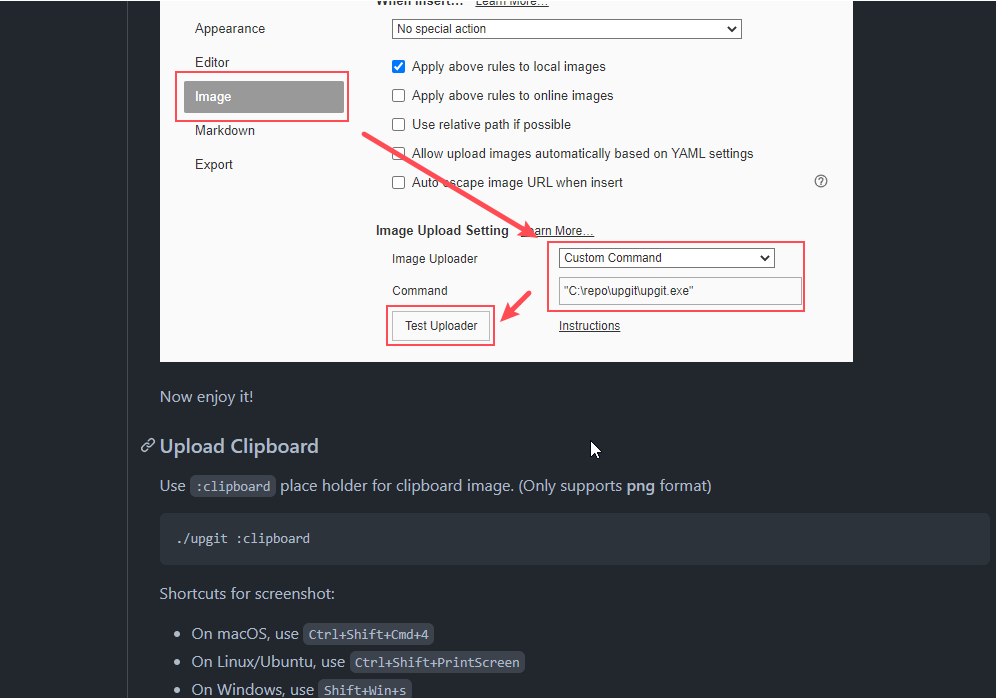 When Insert... Learn More...
Appearance
No special action
Editor
Apply above rules to local images
Image
Apply above rules to online images
Use relative path if possible
Markdown
Allow upload images automatically based on YAML settings
Export
Auto escape image URL when insert
Image Upload Setting Learn More...
Image Uploader Custom Command
Command "C:\repo\upgit\upgit.exe"
Test Uploader Instructions
Now enjoy it!
Upload Clipboard
Use :clipboard place holder for clipboard image. (Only supports png format)
./upgit :clipboard
Shortcuts for screenshot:
• On macOS, use Ctrl+Shift+Cmd+4
• On Linux/Ubuntu, use Ctrl+Shift+PrintScreen
• On Windows, use Shift+Win+s